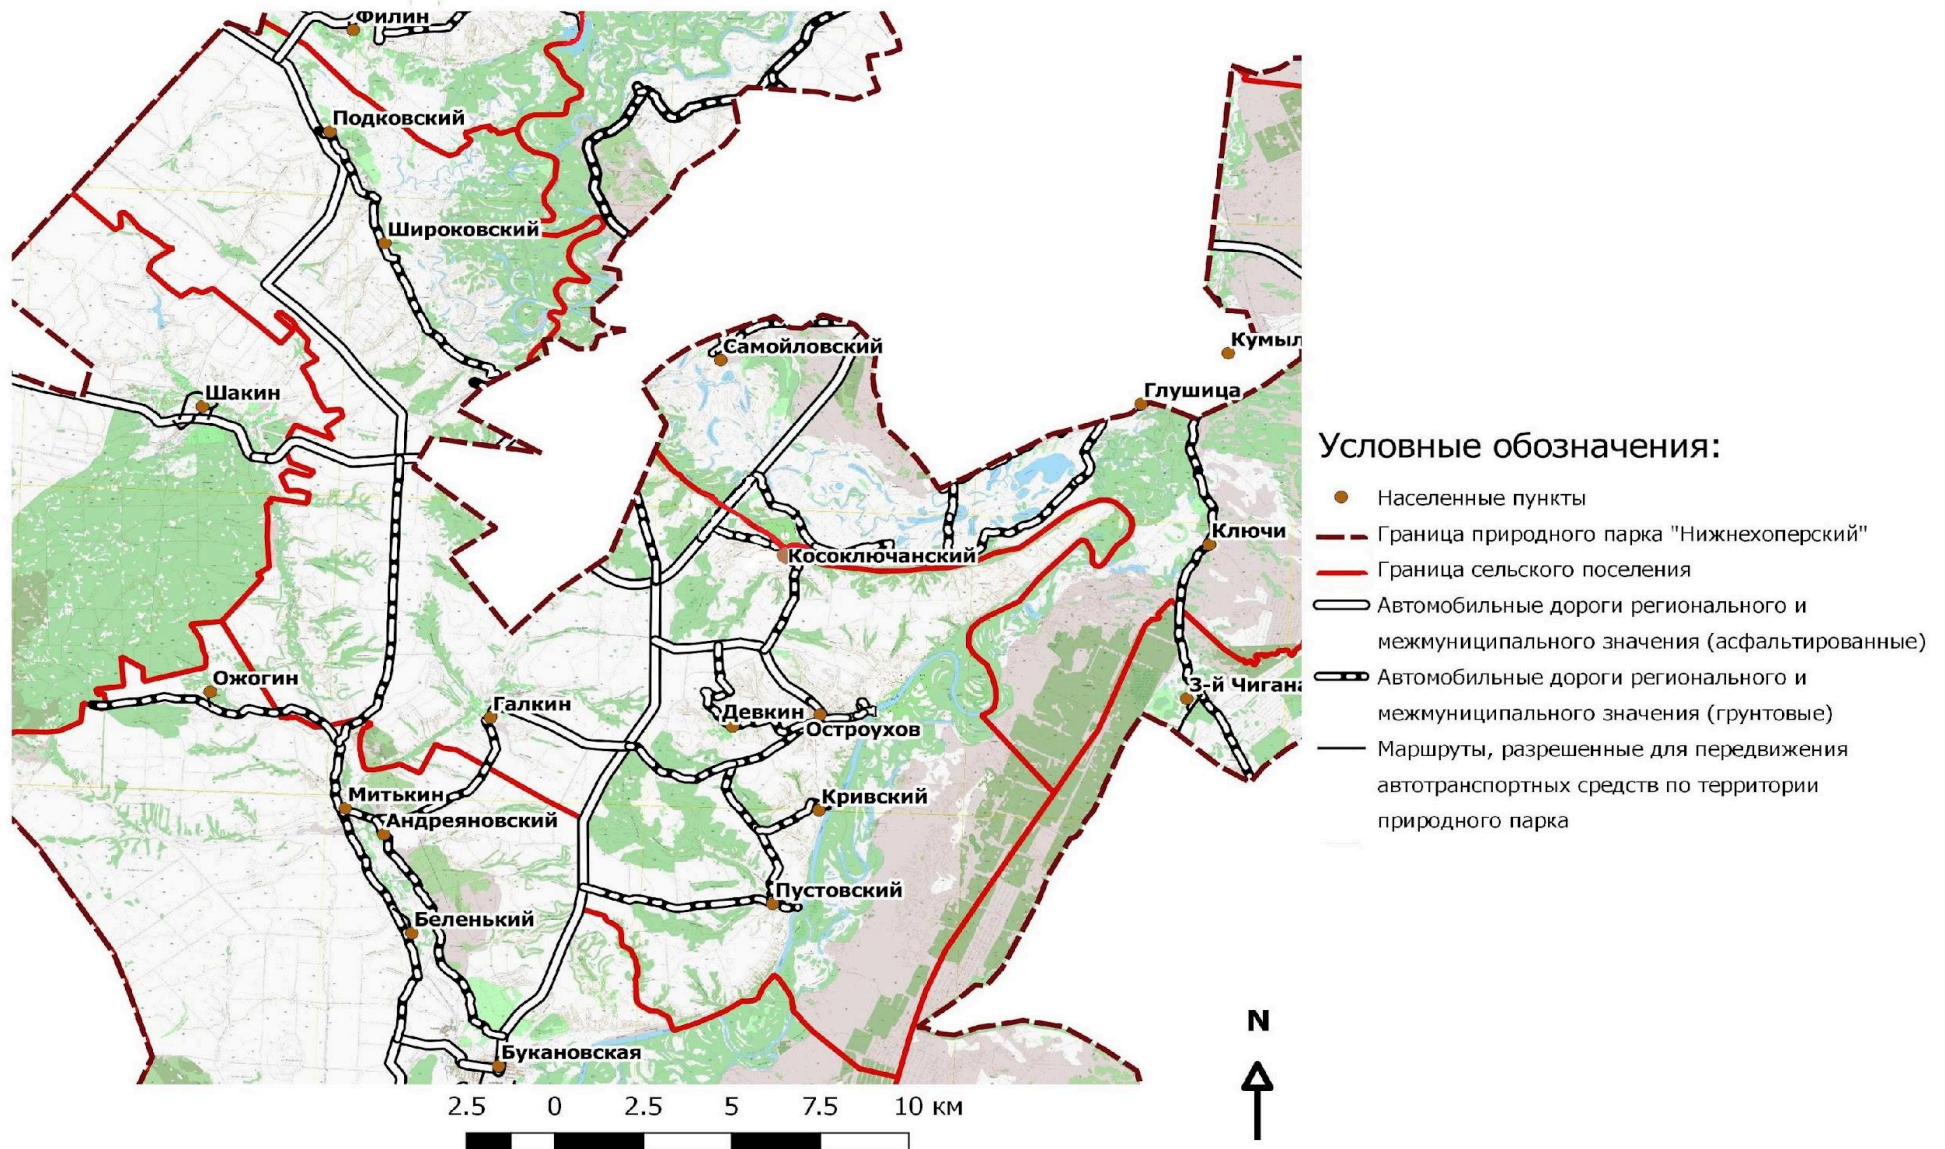 Филин
Подковский
Широковский
Самойловский
Кумыл
Шакин
Глушица
Условные обозначения:
Населенные пункты
Граница природного парка "Нижнехоперский"
Ключи
Косоключанский
Граница сельского поселения
Автомобильные дороги регионального и
межмуниципального значения (асфальтированные)
Автомобильные дороги регионального и
межмуниципального значения (грунтовые)
Ожогин
3-й Чигана
Галкин
Девкин
Остроухов
Маршруты, разрешенные для передвижения
автотранспортных средств по территории
природного парка
Митькин
Кривский
Андреяновский
Пустовский
Беленький
N
Букановская
2.5 0 2.5 5 7.5 10 км